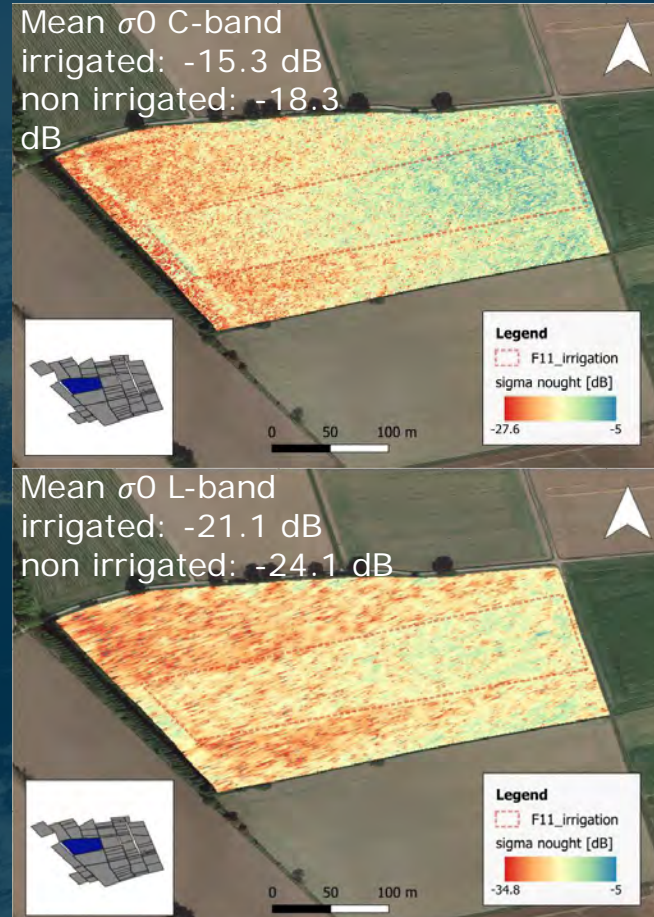 Mean σ0 C-band
irrigated: -15.3 dB
non irrigated: -18.3
dB
Legend
F11_irrigation
sigma nought [dB]
-27.6 -5
0 50 100 m
Mean σ0 L-band
irrigated: -21.1 dB
non irrigated: -24.1 dB
Legend
F11_irrigation
sigma nought [dB]
-34.8 -5
0 50 100 m